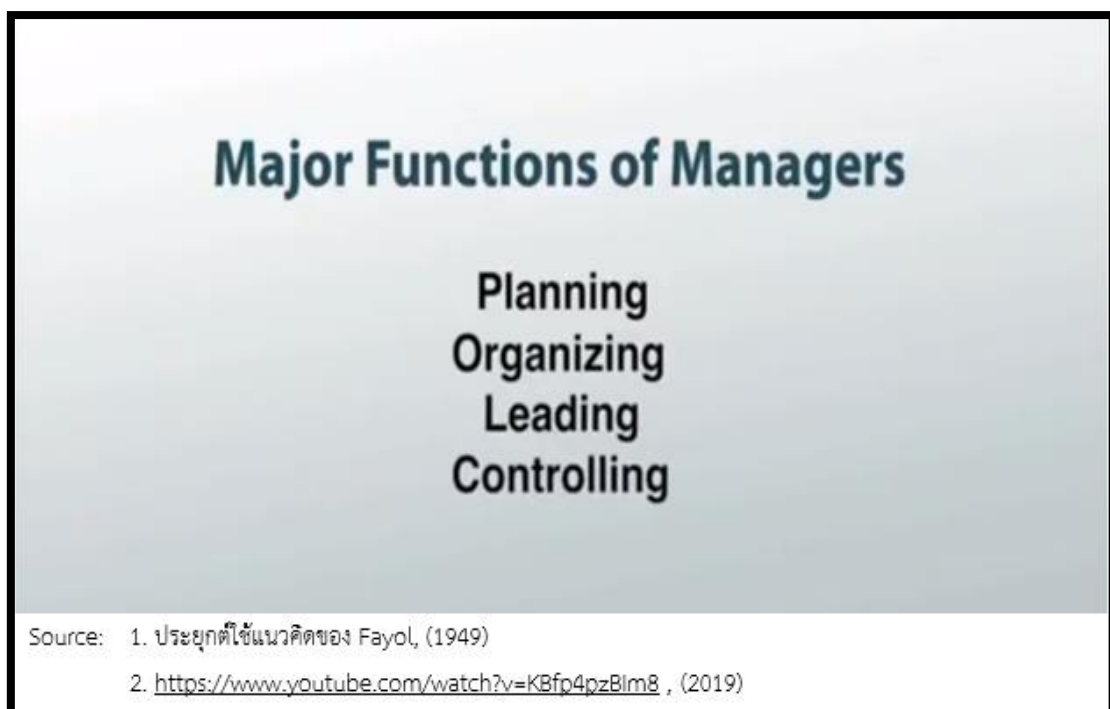 Major Functions of Managers
Planning
Organizing
Leading
Controlling
Source: 1. ประยุกต์ใช้แนวคิดของ Fayol, (1949)
2. https://www.youtube.com/watch?v=KBfp4pzBIm8 , (2019)